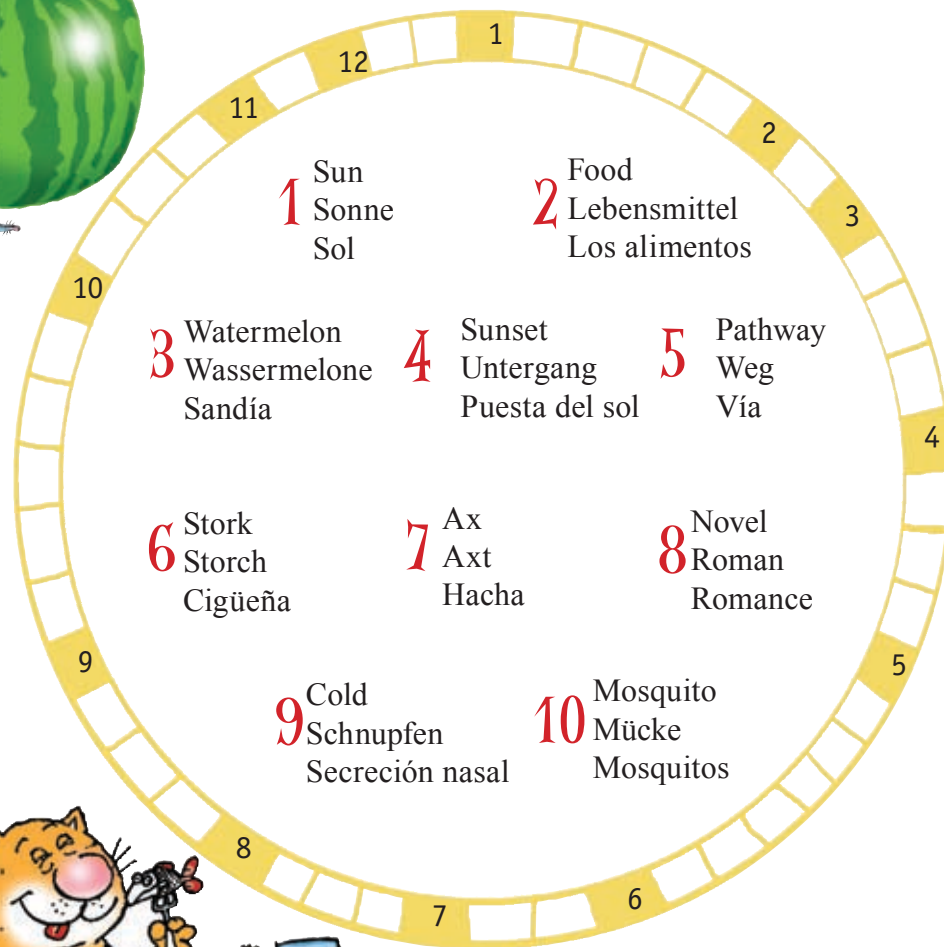 1
2
3
4
5
6
7
8
9
10
11
12
1 Sun
Sonne
Sol
2 Food
Lebensmittel
Los alimentos
3 Watermelon
Wassermelone
Sandía
4 Sunset
Untergang
Puesta del sol
5 Pathway
Weg
Vía
6 Stork
Storch
Cigüeña
7 Ax
Axt
Hacha
8 Novel
Roman
Romance
9 Cold
Schnupfen
Secreción nasal
10 Mosquito
Mücke
Mosquitos